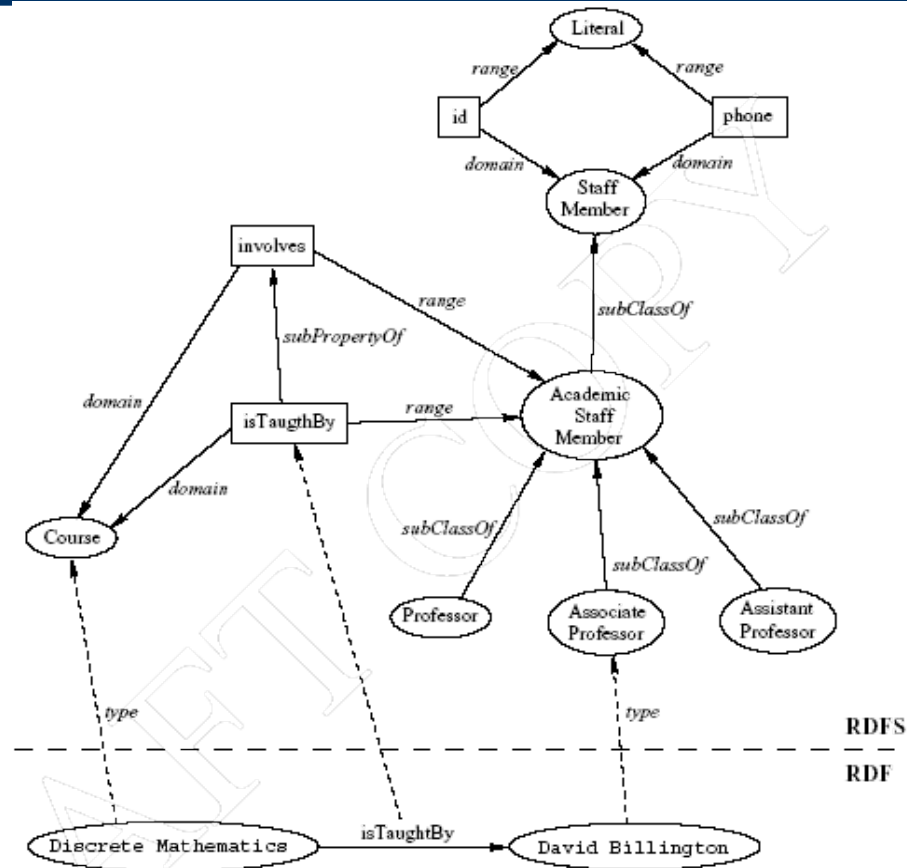 Literal
range
range
id
phone
domain
domain
Staff
Member
involves
range
subClassOf
subPropertyOf
domain
range
Academic
Staff
Member
isTaugthBy
domain
Course
subClassOf
subClassOf
subClassOf
Professor
Associate
Professor
Assistant
Professor
type
type
RDFS
RDF
isTaughtBy
Discrete Mathematics
David Billington
AFT COPY